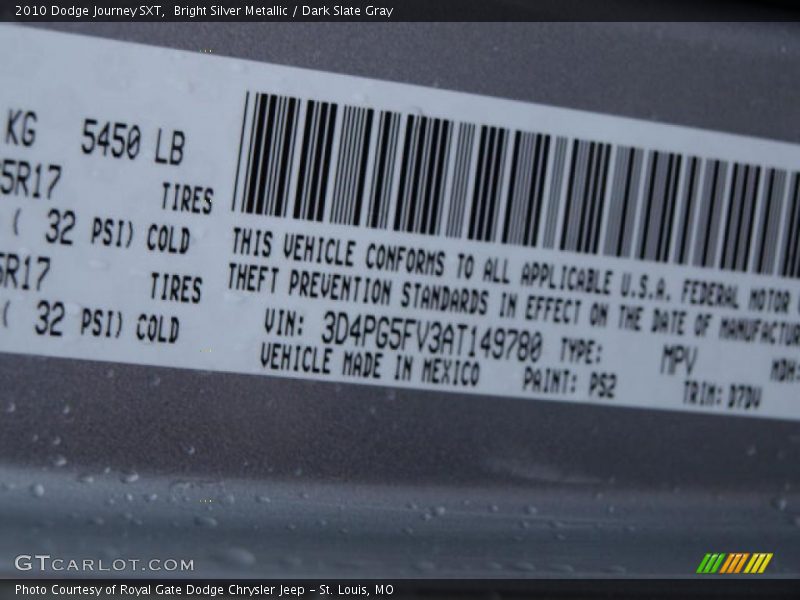 2010 Dodge Journey SXT, Bright Silver Metallic / Dark Slate Gray
KG 5450 LB
5R17 TIRES
( 32 PSI) COLD
5R17 TIRES
( 32 PSI) COLD
THIS VEHICLE CONFORMS TO ALL APPLICABLE U.S.A. FEDERAL MOTOR
THEFT PREVENTION STANDARDS IN EFFECT ON THE DATE OF MANUFACTUR
VIN: 3D4PG5FV3AT149780 TYPE: MPV MDH:
VEHICLE MADE IN MEXICO PAINT: PS2 TRIM: D7DV
GTCARLOT.COM
Photo Courtesy of Royal Gate Dodge Chrysler Jeep – St. Louis, MO